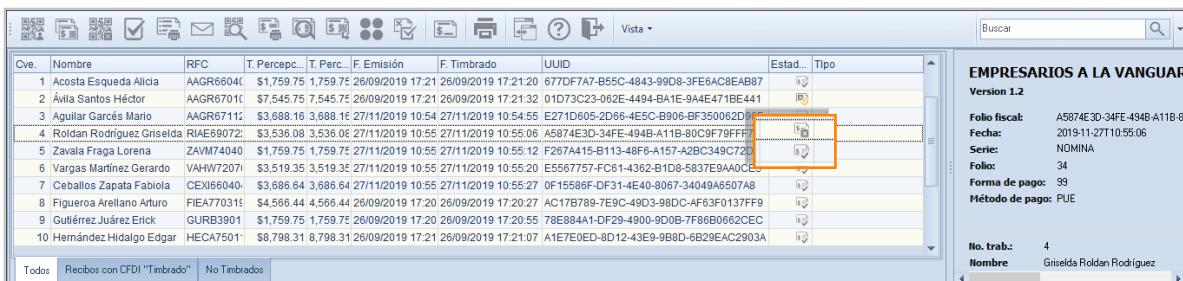 Vista
Buscar
Cve. Nombre RFC T. Percepc... T. Perc... F. Emisión F. Timbrado UUID Estad... TIpo
1 Acosta Esqueda Alicia AAGR66040 $1,759.75 1,759.75 26/09/2019 17:21 26/09/2019 17:21:20 677DF7A7-B55C-4843-99D8-3FE6AC8EAB87
2 Ávila Santos Héctor AAGR67010 $7,545.75 7,545.75 26/09/2019 17:21 26/09/2019 17:21:32 01D73C23-062E-4494-BA1E-9A4E471BE441
3 Aguilar Garcés Mario AAGR67112 $3,688.16 3,688.16 27/11/2019 10:54 27/11/2019 10:54:55 E271D605-2D66-4E5C-B906-BF350062D
4 Roldan Rodríguez Griselda RIAE69072 $3,536.08 3,536.08 27/11/2019 10:55 27/11/2019 10:55:06 A5874E3D-34FE-494B-A11B-80C9F79FFF7
5 Zavala Fraga Lorena ZAVM74040 $1,759.75 1,759.75 27/11/2019 10:55 27/11/2019 10:55:12 F267A415-B113-48F6-A157-A2BC349C72D
6 Vargas Martínez Gerardo VAHW7207 $3,519.35 3,519.35 27/11/2019 10:55 27/11/2019 10:55:20 E5567757-FC61-4362-B1D8-5837E9AA0CE
7 Ceballos Zapata Fabiola CEXI66040 $3,686.64 3,686.64 27/11/2019 10:55 27/11/2019 10:55:27 0F15586F-DF31-4E40-8067-34049A6507A8
8 Figueroa Arellano Arturo FIEA77031 $4,566.44 4,566.44 26/09/2019 17:20 26/09/2019 17:20:27 AC17B789-7E9C-49D3-98DC-AF63F0137FF9
9 Gutiérrez Juárez Erick GURB3901 $1,759.75 1,759.75 26/09/2019 17:20 26/09/2019 17:20:55 78E884A1-DF29-4900-9D0B-7F86B0662CEC
10 Hernández Hidalgo Edgar HECA7501 $8,798.31 8,798.31 26/09/2019 17:21 26/09/2019 17:21:07 A1E7E0ED-8D12-43E9-9B8D-6B29EAC2903A
Todos Recibos con CFDI "Timbrado" No Timbrados
EMPRESARIOS A LA VANGUAR
Version 1.2
Folio fiscal: A5874E3D-34FE-494B-A11B-8
Fecha: 2019-11-27T10:55:06
Serie: NOMINA
Folio: 34
Forma de pago: 99
Método de pago: PUE
No. trab.: 4
Nombre Griselda Roldan Rodríguez